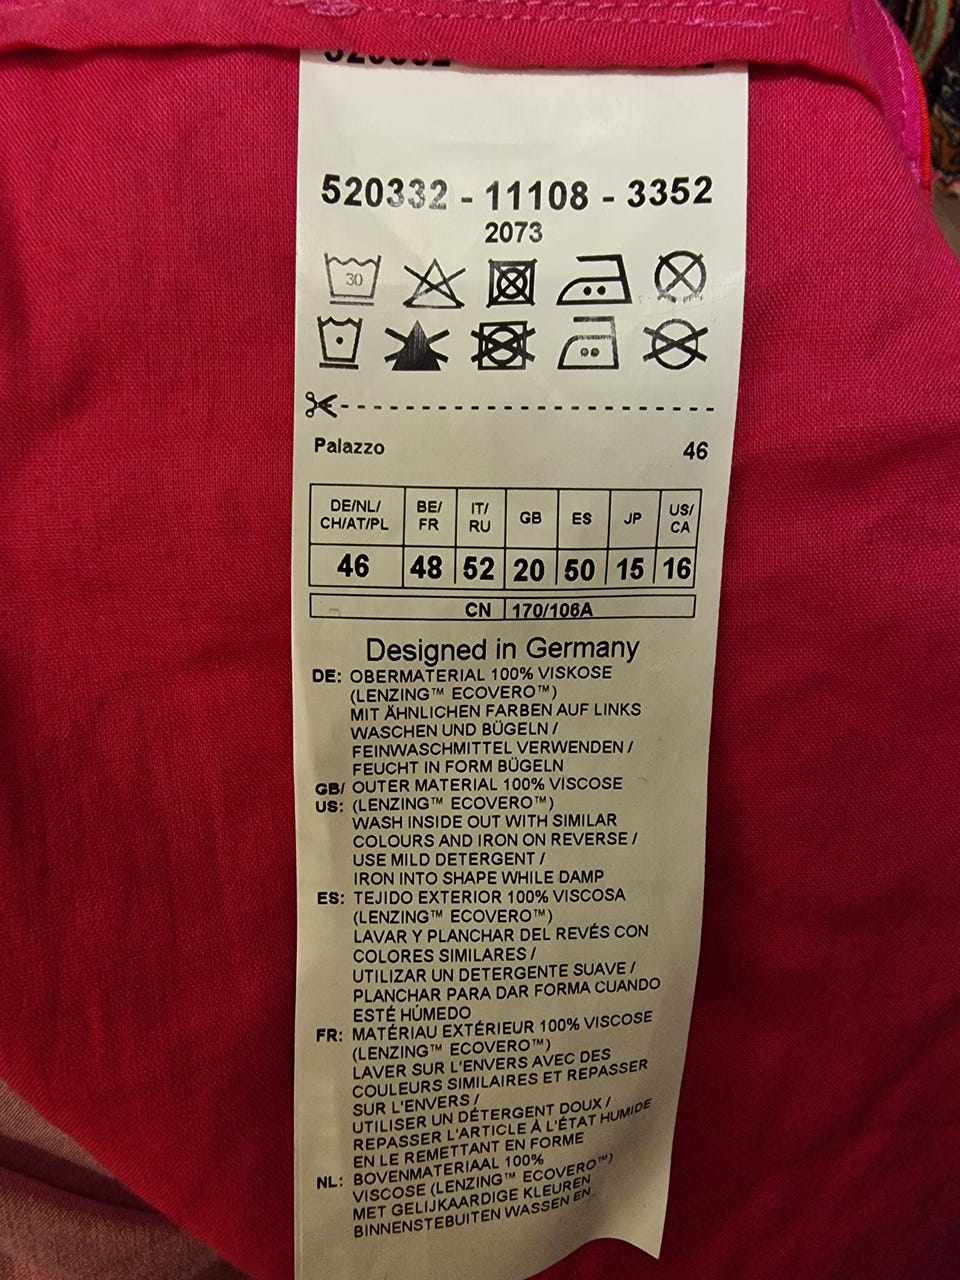 520332 - 11108 - 3352
2073
30
Palazzo 46
DE/NL/ CH/AT/PL BE/ FR IT/ RU GB ES JP US/ CA
46 48 52 20 50 15 16
CN 170/106A
Designed in Germany
DE: OBERMATERIAL 100% VISKOSE
(LENZING™ ECOVERO™)
MIT ÄHNLICHEN FARBEN AUF LINKS
WASCHEN UND BÜGELN /
FEINWASCHMITTEL VERWENDEN /
FEUCHT IN FORM BÜGELN
GB/ OUTER MATERIAL 100% VISCOSE
US: (LENZING™ ECOVERO™)
WASH INSIDE OUT WITH SIMILAR
COLOURS AND IRON ON REVERSE /
USE MILD DETERGENT /
IRON INTO SHAPE WHILE DAMP
ES: TEJIDO EXTERIOR 100% VISCOSA
(LENZING™ ECOVERO™)
LAVAR Y PLANCHAR DEL REVÉS CON
COLORES SIMILARES /
UTILIZAR UN DETERGENTE SUAVE /
PLANCHAR PARA DAR FORMA CUANDO
ESTÉ HÚMEDO
FR: MATÉRIAU EXTÉRIEUR 100% VISCOSE
(LENZING™ ECOVERO™)
LAVER SUR L'ENVERS AVEC DES
COULEURS SIMILAIRES ET REPASSER
SUR L'ENVERS /
UTILISER UN DÉTERGENT DOUX /
REPASSER L'ARTICLE À L'ÉTAT HUMIDE
EN LE REMETTANT EN FORME
NL: BOVENMATERIAAL 100%
VISCOSE (LENZING™ ECOVERO™)
MET GELIJKAARDIGE KLEUREN
BINNENSTEBUITEN WASSEN EN